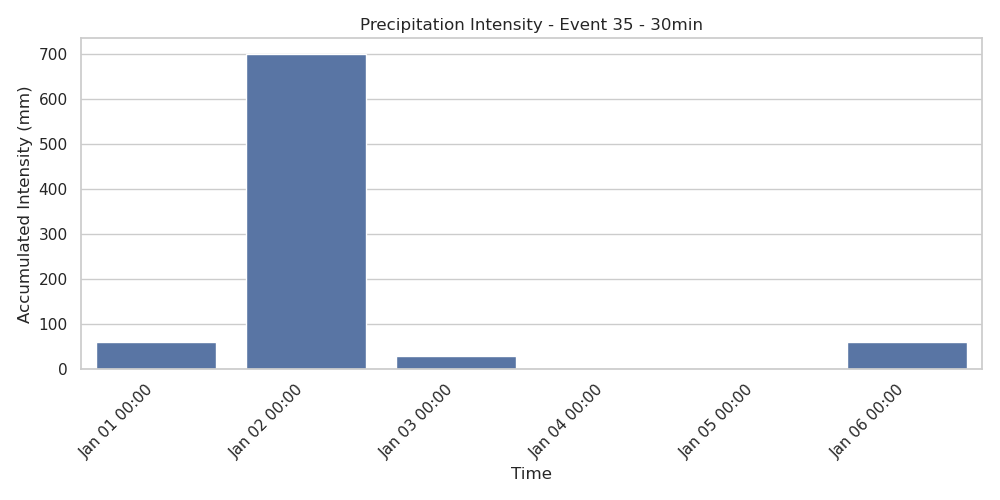 Precipitation Intensity - Event 35 - 30min
Accumulated Intensity (mm)
700
600
500
400
300
200
100
0
Jan 01 00:00
Jan 02 00:00
Jan 03 00:00
Jan 04 00:00
Jan 05 00:00
Jan 06 00:00
Time